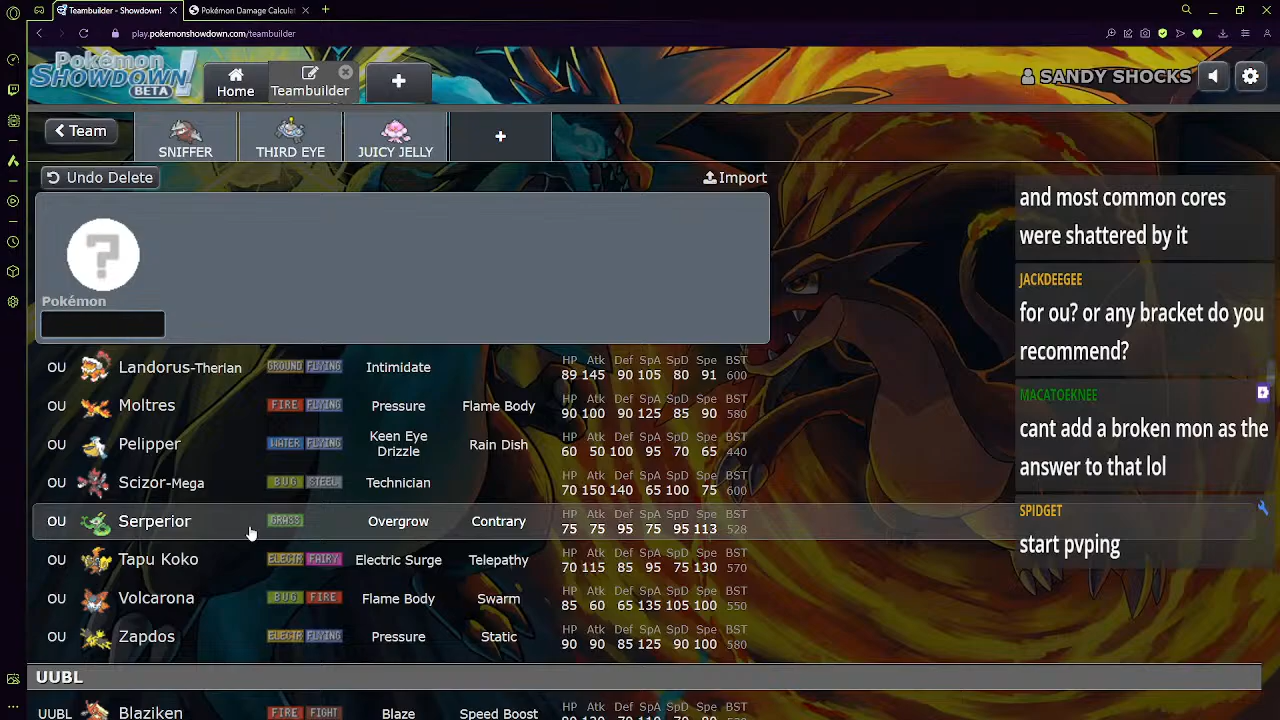 Teambuilder - Showdown!
Pokémon Damage Calculat
play.pokemonshowdown.com/teambuilder
Pokémon
SHOWDOWN!
BETA
Home
Teambuilder
SANDY SHOCKS
Team
SNIFFER
THIRD EYE
JUICY JELLY
Undo Delete
Import
Pokémon
OU Landorus-Therian GROUND FLYING Intimidate HP 89 Atk 145 Def 90 SpA 105 SpD 80 Spe 91 BST 600
OU Moltres FIRE FLYING Pressure Flame Body HP 90 Atk 100 Def 90 SpA 125 SpD 85 Spe 90 BST 580
OU Pelipper WATER FLYING Keen Eye Drizzle Rain Dish HP 60 Atk 50 Def 100 SpA 95 SpD 70 Spe 65 BST 440
OU Scizor-Mega BUG STEEL Technician HP 70 Atk 150 Def 140 SpA 65 SpD 100 Spe 75 BST 600
OU Serperior GRASS Overgrow Contrary HP 75 Atk 75 Def 95 SpA 75 SpD 95 Spe 113 BST 528
OU Tapu Koko ELECTR FAIRY Electric Surge Telepathy HP 70 Atk 115 Def 85 SpA 95 SpD 75 Spe 130 BST 570
OU Volcarona BUG FIRE Flame Body Swarm HP 85 Atk 60 Def 65 SpA 135 SpD 105 Spe 100 BST 550
OU Zapdos ELECTR FLYING Pressure Static HP 90 Atk 90 Def 85 SpA 125 SpD 90 Spe 100 BST 580
UUBL
UUBL Blaziken FIRE FIGHT Blaze Speed Boost HP Atk Def SpA SpD Spe BST
and most common cores
were shattered by it
JACKDEEGEE
for ou? or any bracket do you
recommend?
MACATOEKNEE
cant add a broken mon as the
answer to that lol
SPIDGET
start pvping